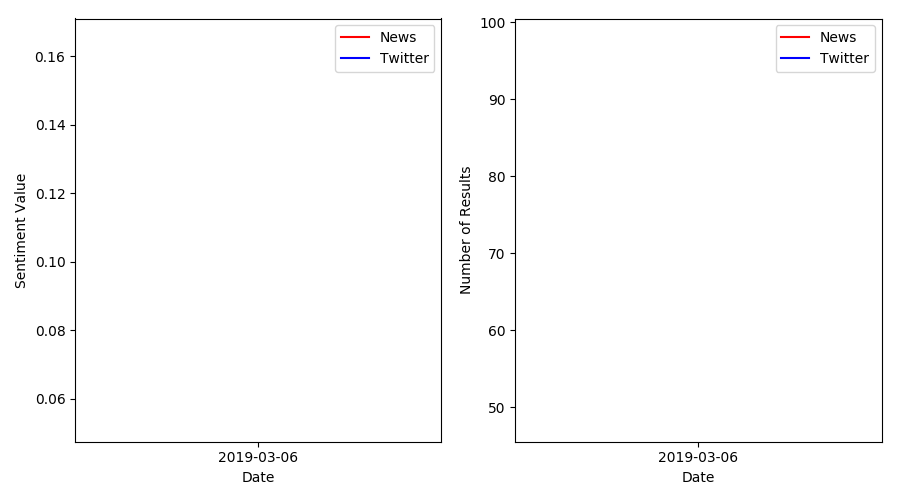 News
Twitter
0.16
0.14
0.12
0.10
0.08
0.06
Sentiment Value
2019-03-06
Date
News
Twitter
100
90
80
70
60
50
Number of Results
2019-03-06
Date